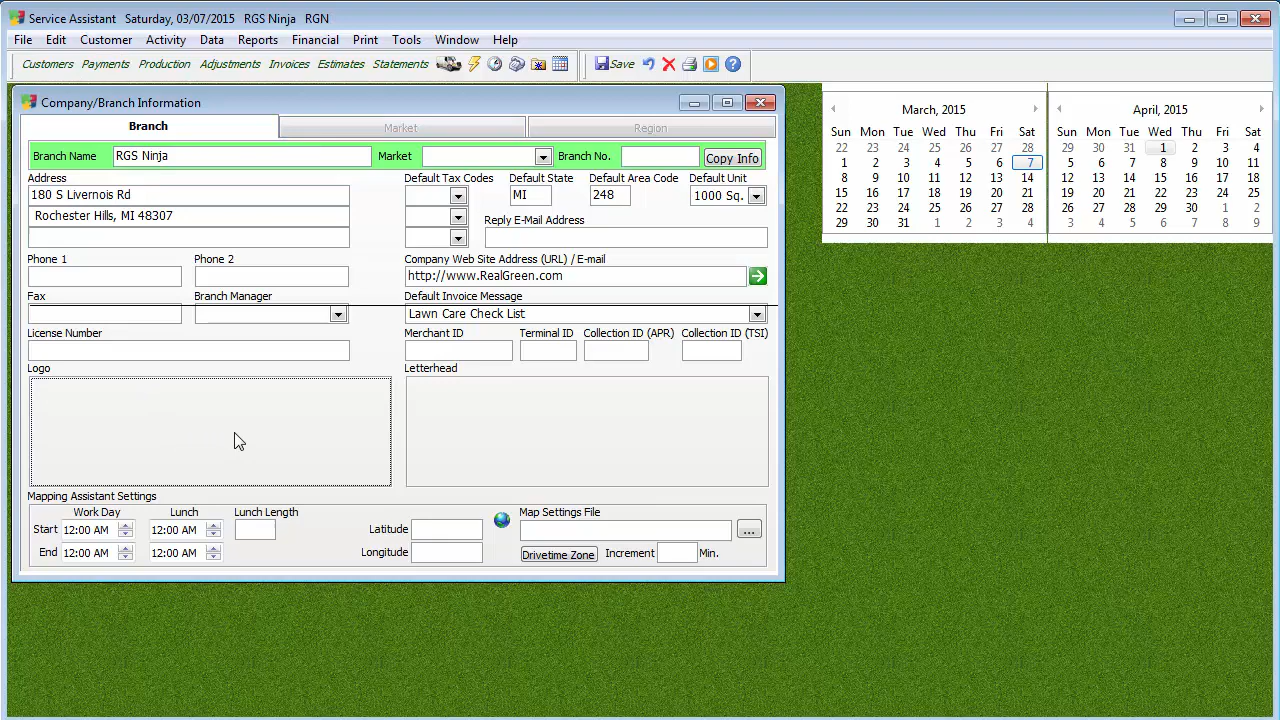 Service Assistant Saturday, 03/07/2015 RGS Ninja RGN
File Edit Customer Activity Data Reports Financial Print Tools Window Help
Customers Payments Production Adjustments Invoices Estimates Statements Save
Company/Branch Information
Branch Market Region
Branch Name RGS Ninja Market Branch No. Copy Info
Address Default Tax Codes Default State Default Area Code Default Unit
180 S Livernois Rd MI 248 1000 Sq.
Rochester Hills, MI 48307
Reply E-Mail Address
Phone 1 Phone 2 Company Web Site Address (URL) / E-mail
http://www.RealGreen.com
Fax Branch Manager Default Invoice Message
Lawn Care Check List
License Number Merchant ID Terminal ID Collection ID (APR) Collection ID (TSI)
Logo Letterhead
Mapping Assistant Settings
Work Day Lunch Lunch Length Map Settings File
Start 12:00 AM 12:00 AM Latitude ...
End 12:00 AM 12:00 AM Longitude Drivetime Zone Increment Min.
March, 2015
Sun Mon Tue Wed Thu Fri Sat
22 23 24 25 26 27 28
1 2 3 4 5 6 7
8 9 10 11 12 13 14
15 16 17 18 19 20 21
22 23 24 25 26 27 28
29 30 31 1 2 3 4
April, 2015
Sun Mon Tue Wed Thu Fri Sat
29 30 31 1 2 3 4
5 6 7 8 9 10 11
12 13 14 15 16 17 18
19 20 21 22 23 24 25
26 27 28 29 30 1 2
3 4 5 6 7 8 9